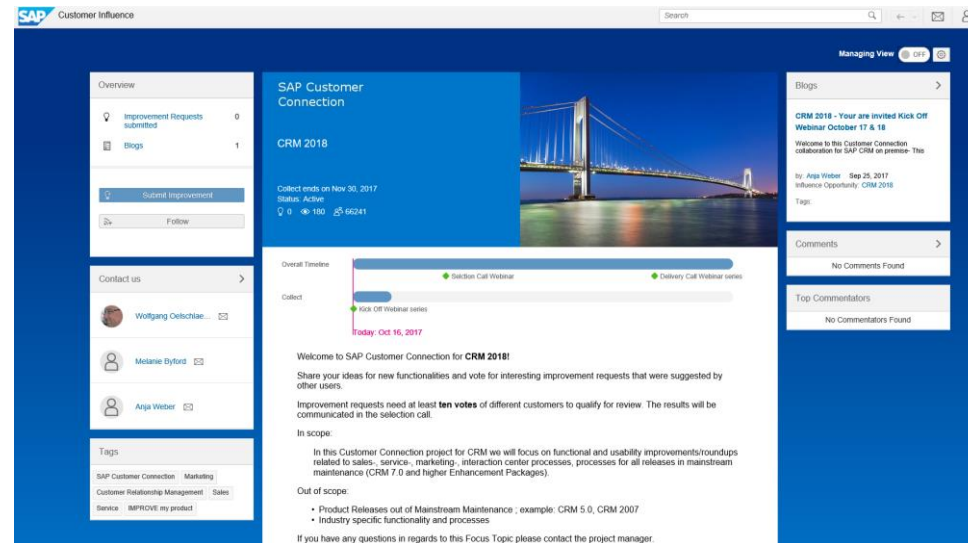 SAP
Customer Influence
Search
Managing View OFF
Overview
Improvement Requests 0
submitted
Blogs 1
Submit Improvement
Follow
Contact us
Wolfgang Oelschlae...
Melanie Byford
Anja Weber
Tags
SAP Customer Connection Marketing
Customer Relationship Management Sales
Service IMPROVE my product
SAP Customer
Connection
CRM 2018
Collect ends on Nov 30, 2017
Status: Active
0 180 66241
Overall Timeline
Selction Call Webinar Delivery Call Webinar series
Collect
Kick Off Webinar series
Today: Oct 16, 2017
Welcome to SAP Customer Connection for CRM 2018!
Share your ideas for new functionalities and vote for interesting improvement requests that were suggested by
other users.
Improvement requests need at least ten votes of different customers to qualify for review. The results will be
communicated in the selection call.
In scope:
In this Customer Connection project for CRM we will focus on functional and usability improvements/roundups
related to sales-, service-, marketing-, interaction center processes, processes for all releases in mainstream
maintenance (CRM 7.0 and higher Enhancement Packages).
Out of scope:
• Product Releases out of Mainstream Maintenance ; example: CRM 5.0, CRM 2007
• Industry specific functionality and processes
If you have any questions in regards to this Focus Topic please contact the project manager.
Blogs
CRM 2018 - Your are invited Kick Off
Webinar October 17 & 18
Welcome to this Customer Connection
collaboration for SAP CRM on premise- This
by: Anja Weber Sep 25, 2017
Influence Opportunity: CRM 2018
Tags:
Comments
No Comments Found
Top Commentators
No Commentators Found